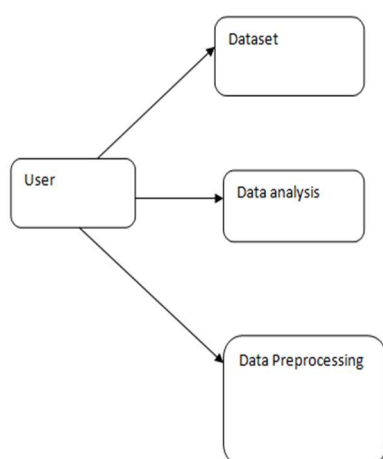 Dataset
User
Data analysis
Data Preprocessing